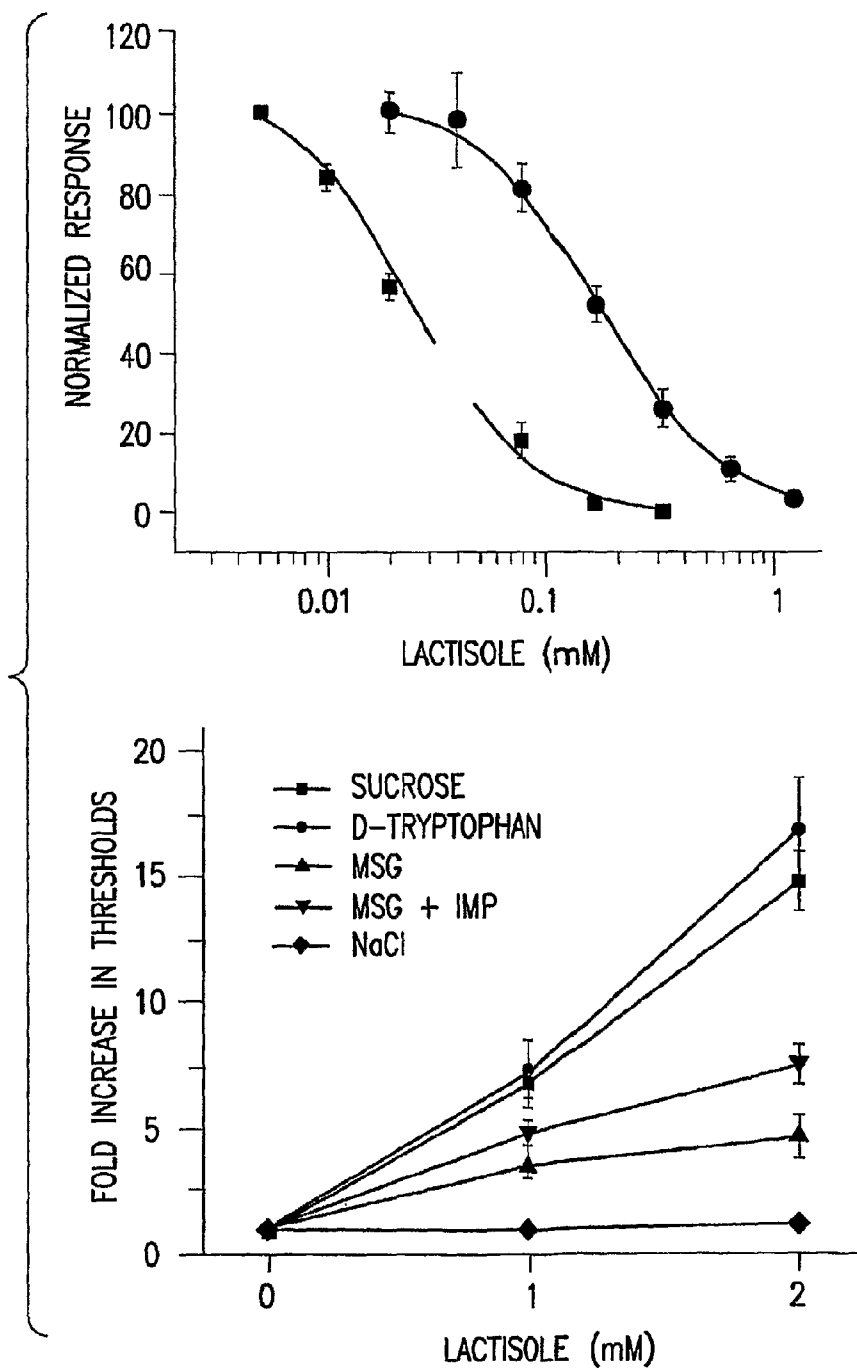 120
100
80
60
40
20
0
NORMALIZED RESPONSE
0.01 0.1 1
LACTISOLE (mM)
20
15
10
5
0
FOLD INCREASE IN THRESHOLDS
SUCROSE
D-TRYPTOPHAN
MSG
MSG + IMP
NaCl
0 1 2
LACTISOLE (mM)